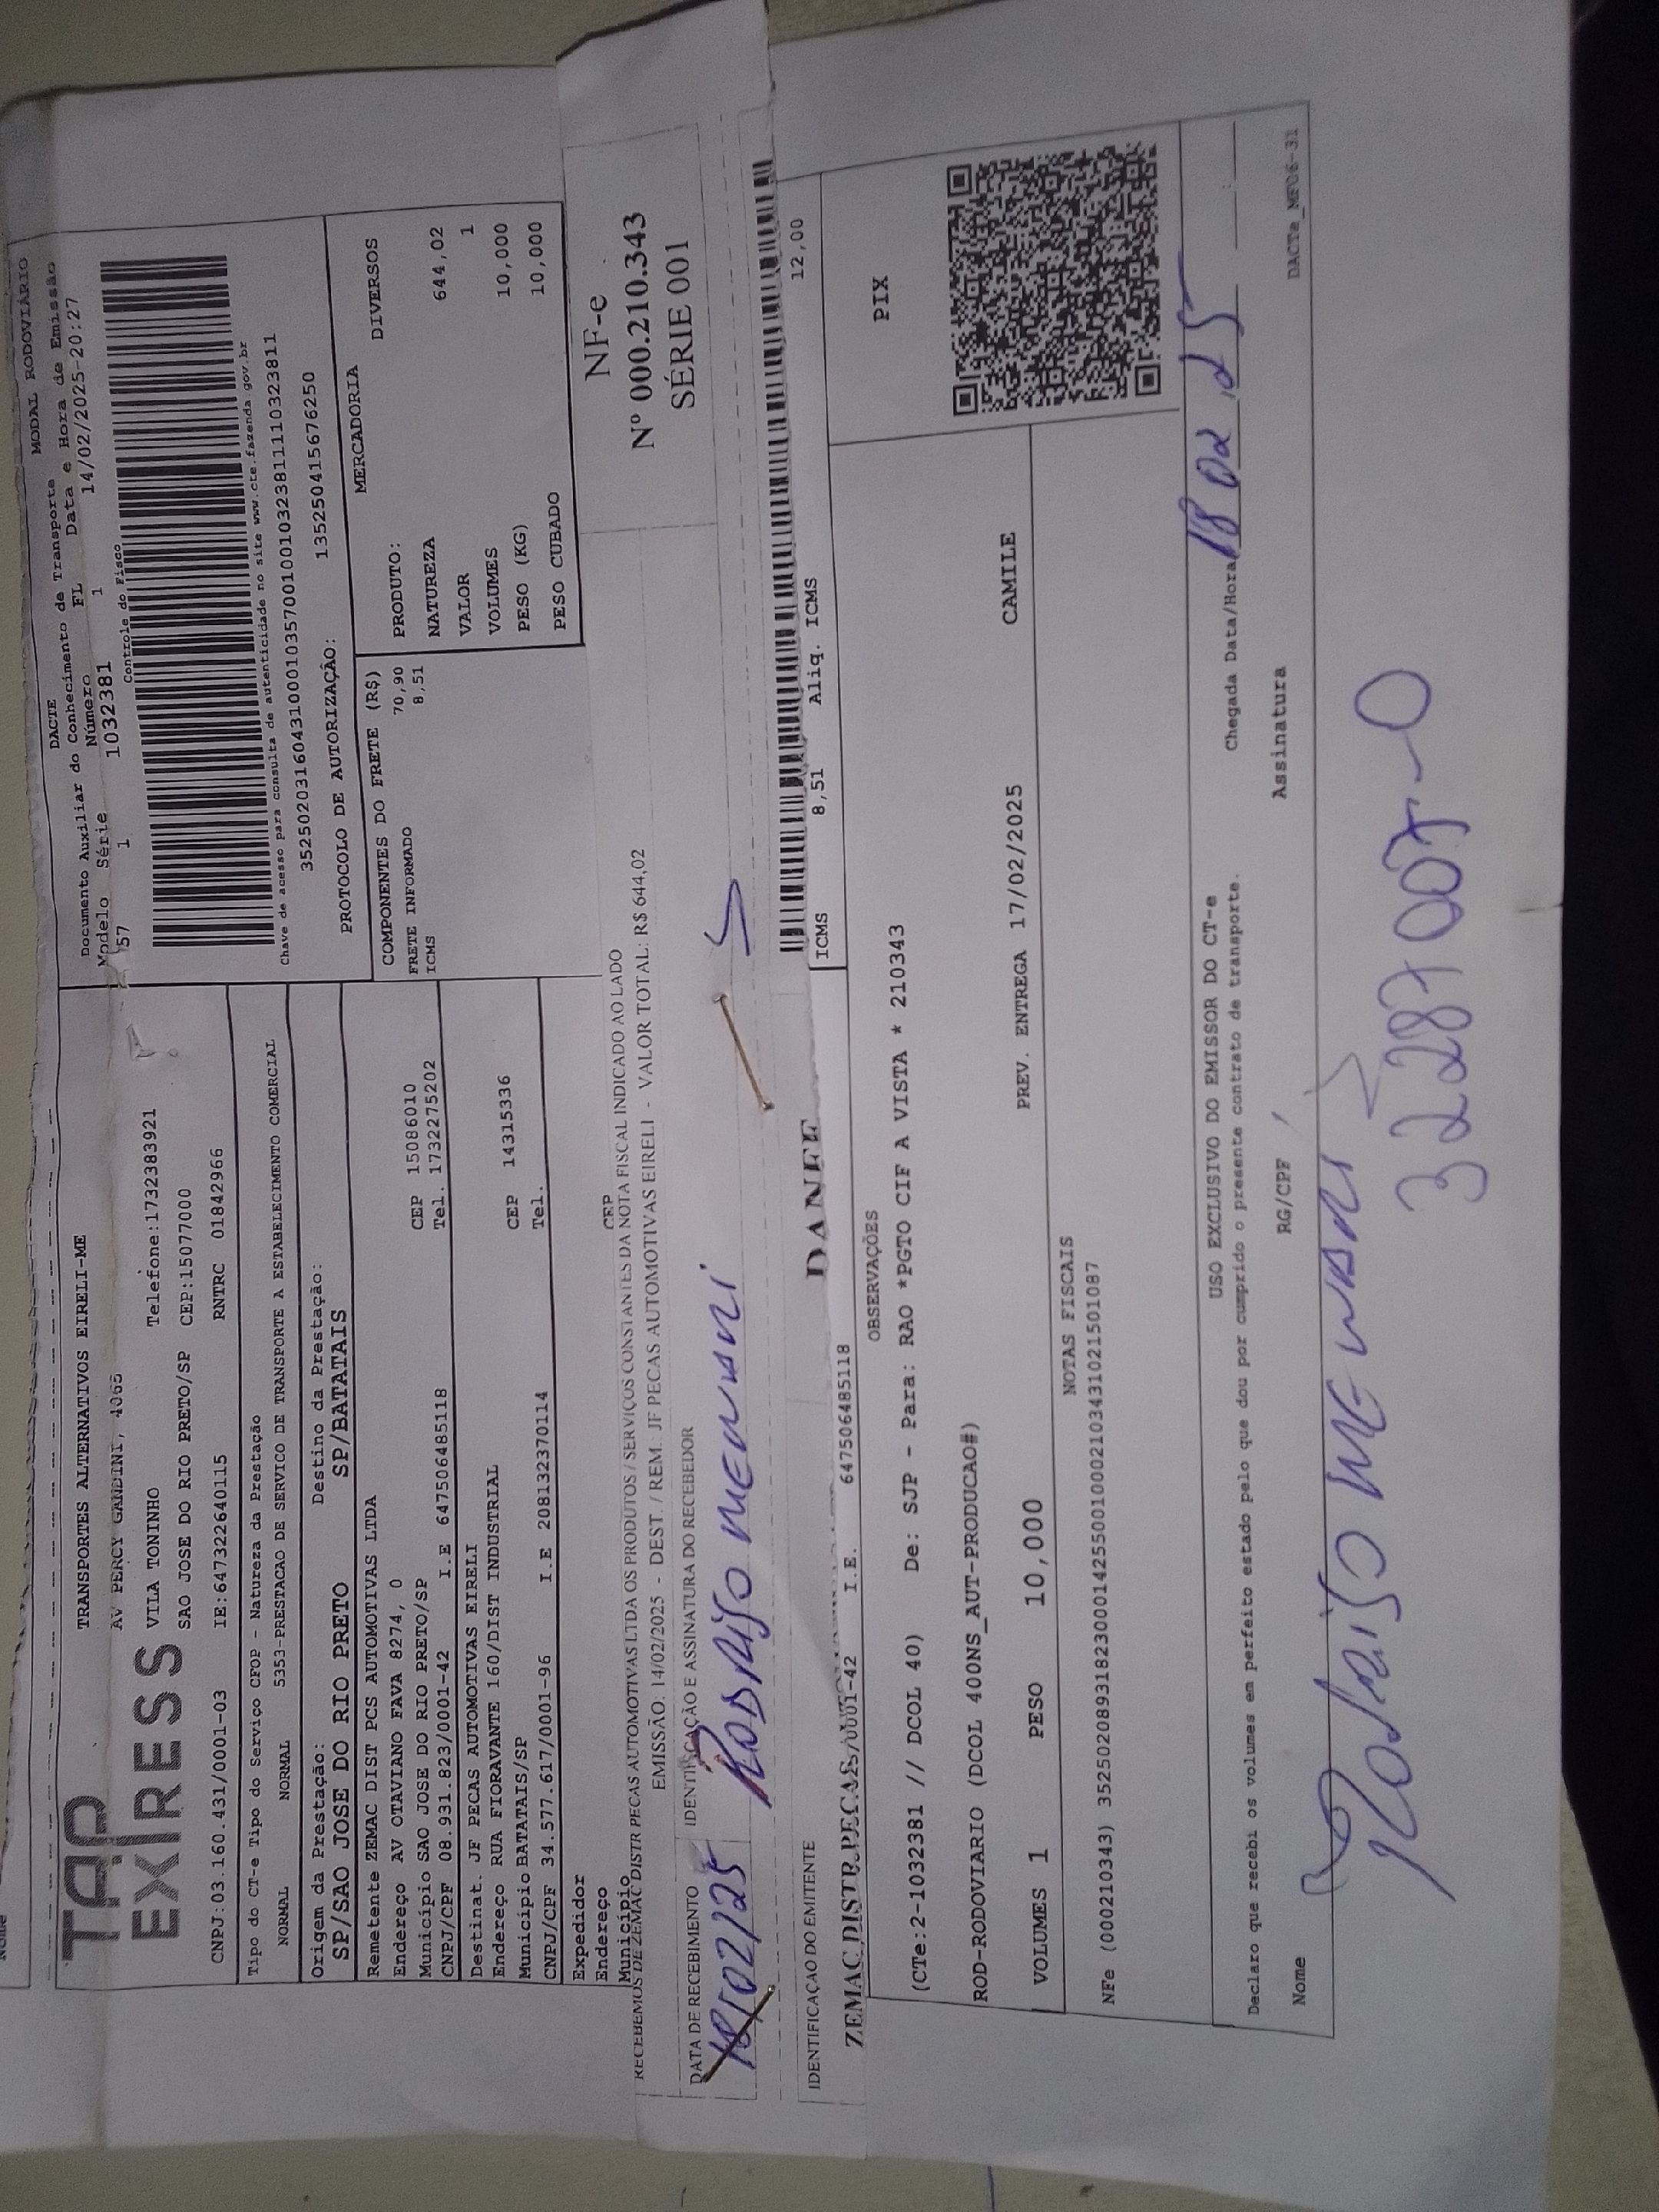 Nome
MODAL RODOVIÁRIO
DACTE
Documento Auxiliar do Conhecimento de Transporte
Modelo Série Número FL Data e Hora de Emissão
57 1 1032381 1 14/02/2025-20:27
Controle do Fisco
Chave de acesso para consulta de autenticidade no site www.cte.fazenda.gov.br
PROTOCOLO DE AUTORIZAÇÃO: 135250415676250
TAP
EXPRESS
TRANSPORTES ALTERNATIVOS EIRELI-ME
AV PERCY GANDINI, 4065
VILA TONINHO Telefone:1732383921
SAO JOSE DO RIO PRETO/SP CEP:15077000
CNPJ:03.160.431/0001-03 IE:647322640115 RNTRC 01842966
Tipo do CT-e Tipo do Serviço CFOP - Natureza da Prestação
NORMAL NORMAL 5353-PRESTACAO DE SERVICO DE TRANSPORTE A ESTABELECIMENTO COMERCIAL
Origem da Prestação: Destino da Prestação:
SP/SAO JOSE DO RIO PRETO SP/BATATAIS
Remetente ZEMAC DIST PCS AUTOMOTIVAS LTDA
Endereço AV OTAVIANO FAVA 8274, 0
Município SAO JOSE DO RIO PRETO/SP CEP 15086010
CNPJ/CPF 08.931.823/0001-42 I.E 647506485118 Tel. 1732275202
Destinat. JF PECAS AUTOMOTIVAS EIRELI
Endereço RUA FIORAVANTE 160/DIST INDUSTRIAL
Município BATATAIS/SP CEP 14315336
CNPJ/CPF 34.577.617/0001-96 I.E 208132370114 Tel.
Expedidor
Endereço
Município CEP
COMPONENTES DO FRETE (R$)
FRETE INFORMADO 70,90
ICMS 8,51
MERCADORIA
PRODUTO: DIVERSOS
NATUREZA
VALOR 644,02
VOLUMES 1
PESO (KG) 10,000
PESO CUBADO 10,000
RECEBEMOS DE ZEMAC DISTR PECAS AUTOMOTIVAS LTDA OS PRODUTOS / SERVIÇOS CONSTANTES DA NOTA FISCAL INDICADO AO LADO
EMISSÃO: 14/02/2025 - DEST. / REM. JF PECAS AUTOMOTIVAS EIRELI - VALOR TOTAL: R$ 644,02
NF-e
Nº 000.210.343
SÉRIE 001
DATA DE RECEBIMENTO IDENTIFICAÇÃO E ASSINATURA DO RECEBEDOR
18/02/25 Rodrigo Menuani
IDENTIFICAÇÃO DO EMITENTE
DANFE
ZEMAC DISTR PECAS
I.E. 647506485118
ICMS 8,51 Aliq. ICMS 12,00
OBSERVAÇÕES
(CTe:2-1032381 // DCOL 40) De: SJP - Para: RAO *PGTO CIF A VISTA * 210343
PIX
ROD-RODOVIARIO (DCOL 400NS_AUT-PRODUCAO#)
VOLUMES 1 PESO 10,000 PREV. ENTREGA 17/02/2025 CAMILE
NOTAS FISCAIS
NFe (000210343) 35250208931823000142550010002103431021501087
USO EXCLUSIVO DO EMISSOR DO CT-e
Declaro que recebi os volumes em perfeito estado pelo que dou por cumprido o presente contrato de transporte.
Chegada Data/Hora 18 02 25
Nome RG/CPF Assinatura
DACTe_MF06-31
Rodrigo Menuani